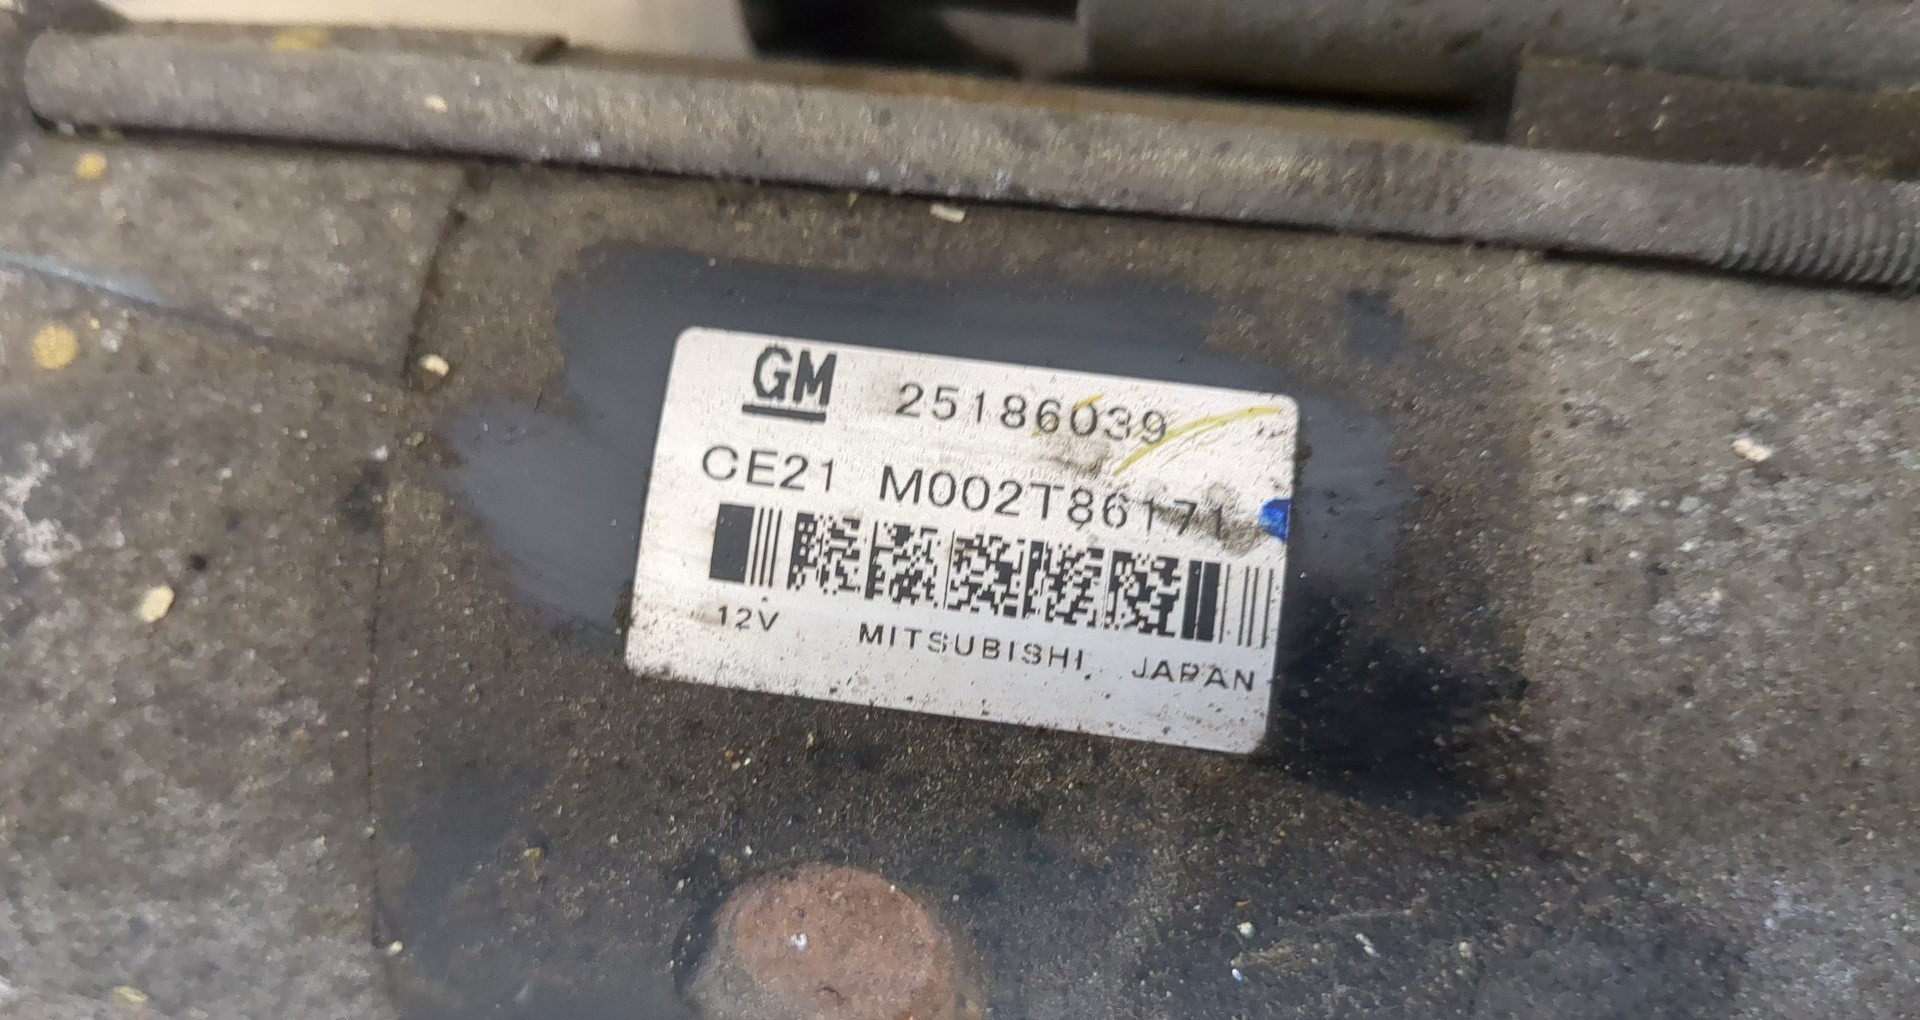 GM 25186039
CE21 M002T86171
12V MITSUBISHI JAPAN